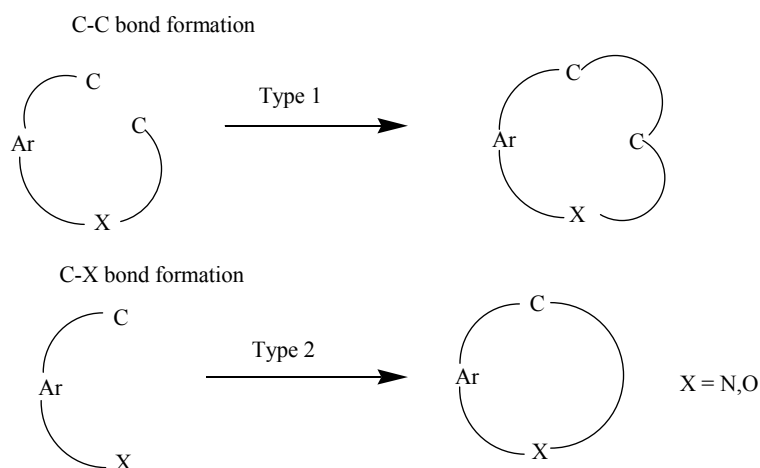 C-C bond formation
C
C
Ar
X
Type 1
C
C
Ar
X
C-X bond formation
C
Ar
X
Type 2
C
Ar
X
X = N,O